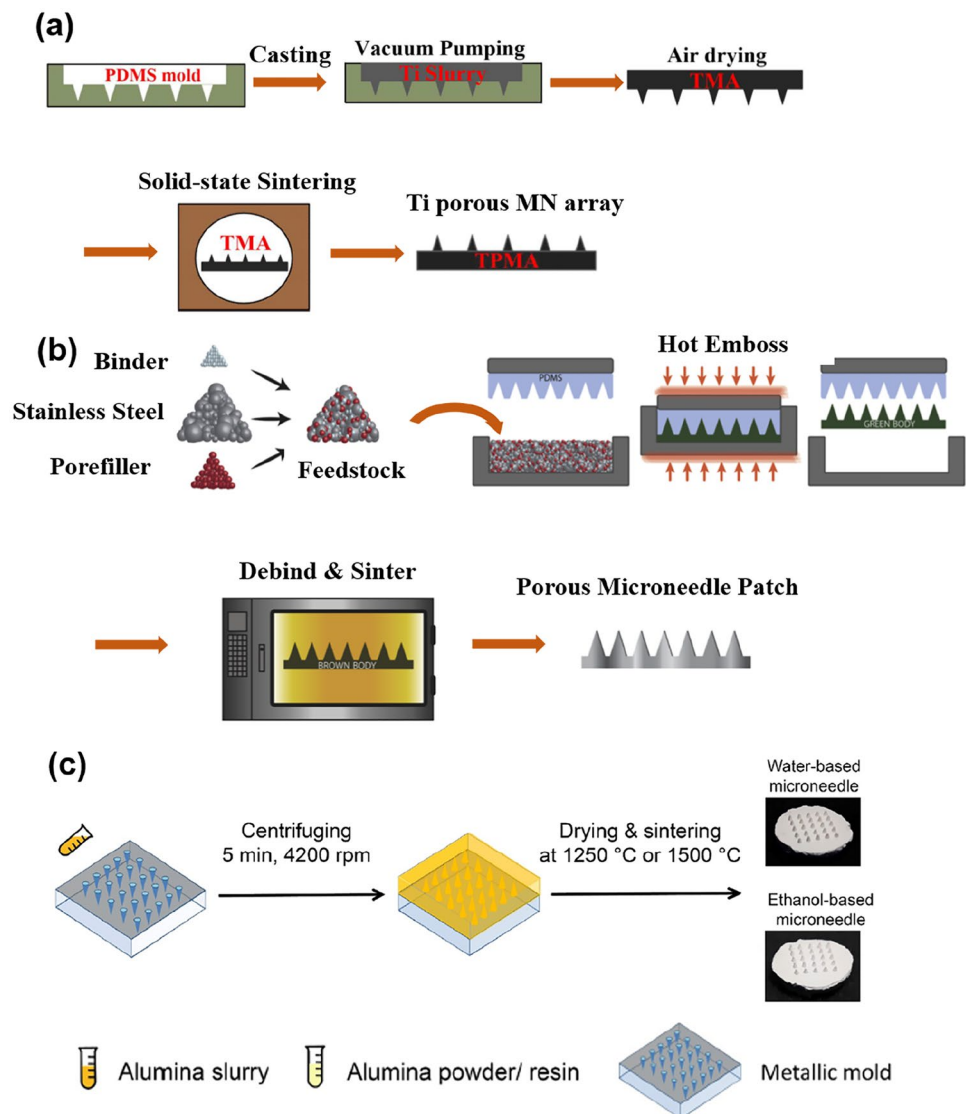 (a)
PDMS mold
Casting
Vacuum Pumping
Ti Slurry
Air drying
TMA
Solid-state Sintering
TMA
Ti porous MN array
TPMA
(b)
Binder
Stainless Steel
Porefiller
Feedstock
PDMS
Hot Emboss
GREEN BODY
Debind & Sinter
BROWN BODY
Porous Microneedle Patch
(c)
Centrifuging
5 min, 4200 rpm
Drying & sintering
at 1250 °C or 1500 °C
Water-based
microneedle
Ethanol-based
microneedle
Alumina slurry
Alumina powder/ resin
Metallic mold